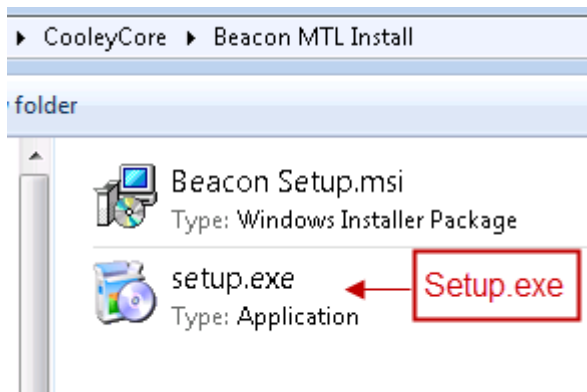 CooleyCore Beacon MTL Install
folder
Beacon Setup.msi
Type: Windows Installer Package
setup.exe
Type: Application
Setup.exe